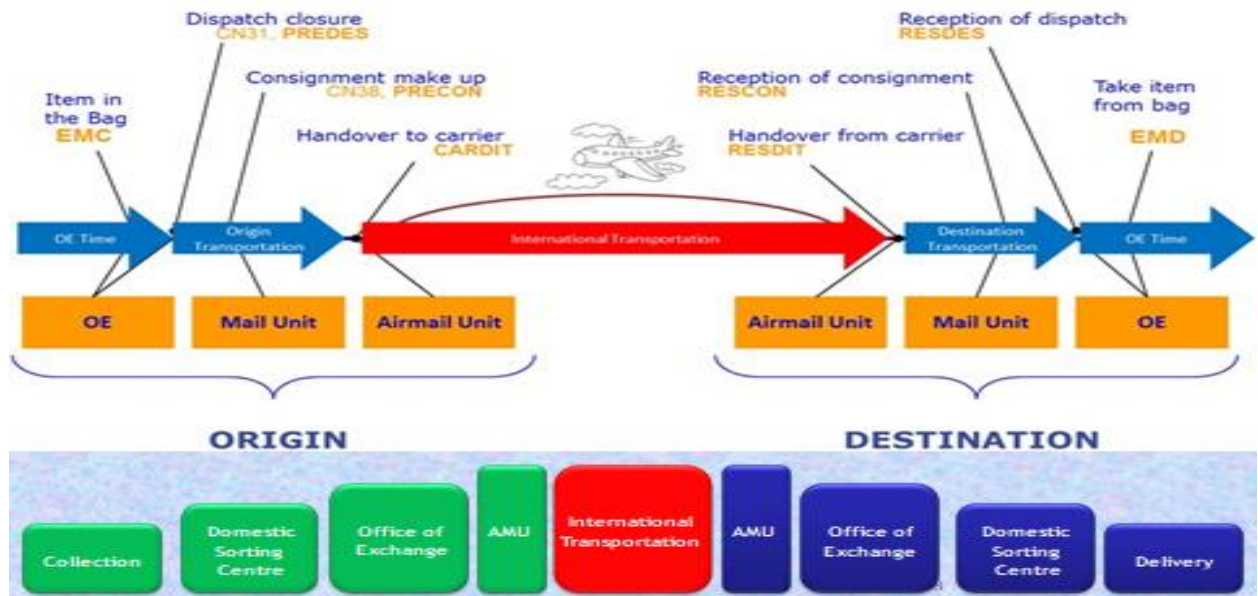 Dispatch closure
CN31, PREDES
Consignment make up
CN38, PRECON
Item in
the Bag
EMC
Handover to carrier
CARDIT
Reception of dispatch
RESDES
Reception of consignment
RESCON
Handover from carrier
RESDIT
Take item
from bag
EMD
OE Time
Origin
Transportation
International Transportation
Destination
Transportation
OE Time
OE
Mail Unit
Airmail Unit
Airmail Unit
Mail Unit
OE
ORIGIN
DESTINATION
Collection
Domestic
Sorting
Centre
Office of
Exchange
AMU
International
Transportation
AMU
Office of
Exchange
Domestic
Sorting
Centre
Delivery